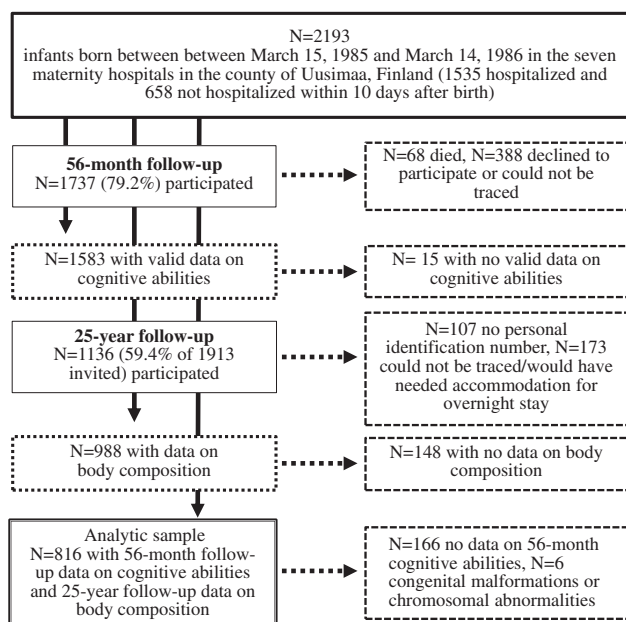 N=2193
infants born between between March 15, 1985 and March 14, 1986 in the seven
maternity hospitals in the county of Uusimaa, Finland (1535 hospitalized and
658 not hospitalized within 10 days after birth)
56-month follow-up
N=1737 (79.2%) participated
N=68 died, N=388 declined to
participate or could not be
traced
N=1583 with valid data on
cognitive abilities
N= 15 with no valid data on
cognitive abilities
25-year follow-up
N=1136 (59.4% of 1913
invited) participated
N=107 no personal
identification number, N=173
could not be traced/would have
needed accommodation for
overnight stay
N=988 with data on
body composition
N=148 with no data on body
composition
Analytic sample
N=816 with 56-month follow-
up data on cognitive abilities
and 25-year follow-up data on
body composition
N=166 no data on 56-month
cognitive abilities, N=6
congenital malformations or
chromosomal abnormalities